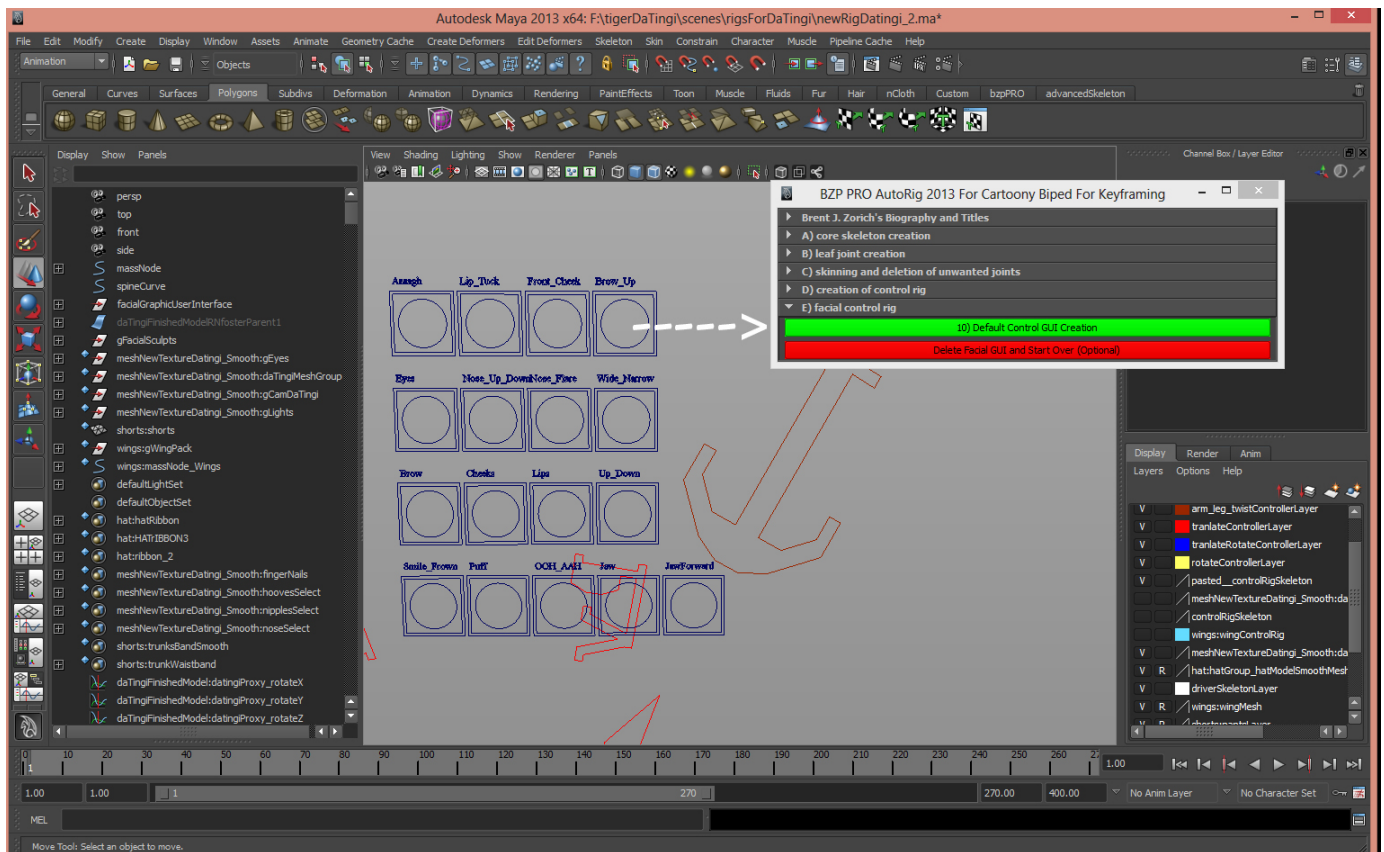 Autodesk Maya 2013 x64: F:\tigerDaTingi\scenes\rigsForDaTingi\newRigDatingi_2.ma*
File Edit Modify Create Display Window Assets Animate Geometry Cache Create Deformers Edit Deformers Skeleton Skin Constrain Character Muscle Pipeline Cache Help
Animation Objects
General Curves Surfaces Polygons Subdivs Deformation Animation Dynamics Rendering PaintEffects Toon Muscle Fluids Fur Hair nCloth Custom bzpPRO advancedSkeleton
Display Show Panels
persp
top
front
side
massNode
spineCurve
facialGraphicUserInterface
daTingiFinishedModelRNfosterParent1
gFacialSculpts
meshNewTextureDatingi_Smooth:gEyes
meshNewTextureDatingi_Smooth:daTingiMeshGroup
meshNewTextureDatingi_Smooth:gCamDaTingi
meshNewTextureDatingi_Smooth:gLights
shorts:shorts
wings:gWingPack
wings:massNode_Wings
defaultLightSet
defaultObjectSet
hat:hatRibbon
hat:HATrIBBON3
hat:ribbon_2
meshNewTextureDatingi_Smooth:fingerNails
meshNewTextureDatingi_Smooth:hoovesSelect
meshNewTextureDatingi_Smooth:nipplesSelect
meshNewTextureDatingi_Smooth:noseSelect
shorts:trunksBandSmooth
shorts:trunkWaistband
daTingiFinishedModel:datingiProxy_rotateX
daTingiFinishedModel:datingiProxy_rotateY
daTingiFinishedModel:datingiProxy_rotateZ
View Shading Lighting Show Renderer Panels
Lip_Tuck Front_Cheek Brow_Up
Eyes Nose_Up_Down Nose_Flare Wide_Narrow
Brow Cheeks Lips Up_Down
Smile_Frown Puff OOH_AAH Jaw JawForward
BZP PRO AutoRig 2013 For Cartoony Biped For Keyframing
Brent J. Zorich's Biography and Titles
A) core skeleton creation
B) leaf joint creation
C) skinning and deletion of unwanted joints
D) creation of control rig
E) facial control rig
10) Default Control GUI Creation
Delete Facial GUI and Start Over (Optional)
Channel Box / Layer Editor
Display Render Anim
Layers Options Help
V arm_leg_twistControllerLayer
V tranlateControllerLayer
V tranlateRotateControllerLayer
V rotateControllerLayer
V pasted__controlRigSkeleton
meshNewTextureDatingi_Smooth:da
controlRigSkeleton
wings:wingControlRig
V meshNewTextureDatingi_Smooth:da
V R hat:hatGroup_hatModelSmoothMesh
V driverSkeletonLayer
V R wings:wingMesh
0 10 20 30 40 50 60 70 80 90 100 110 120 130 140 150 160 170 180 190 200 210 220 230 240 250 260
1 1.00
1.00 1.00 1 270 270.00 400.00 No Anim Layer No Character Set
MEL
Move Tool: Select an object to move.